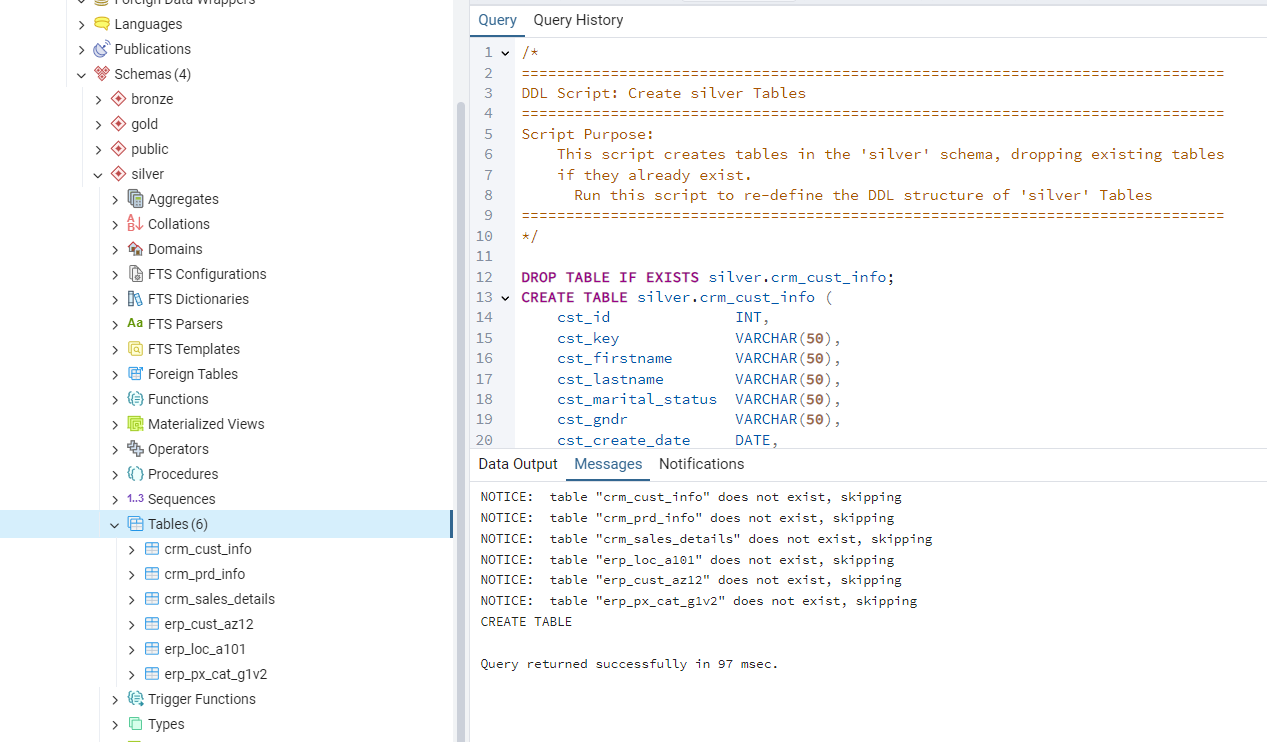 Foreign Data Wrappers
Languages
Publications
Schemas (4)
bronze
gold
public
silver
Aggregates
Collations
Domains
FTS Configurations
FTS Dictionaries
Aa FTS Parsers
FTS Templates
Foreign Tables
Functions
Materialized Views
Operators
Procedures
1..3 Sequences
Tables (6)
crm_cust_info
crm_prd_info
crm_sales_details
erp_cust_az12
erp_loc_a101
erp_px_cat_g1v2
Trigger Functions
Types
Query Query History
1 /*
2 ===============================================================================
3 DDL Script: Create silver Tables
4 ===============================================================================
5 Script Purpose:
6     This script creates tables in the 'silver' schema, dropping existing tables
7     if they already exist.
8       Run this script to re-define the DDL structure of 'silver' Tables
9 ===============================================================================
10 */
11
12 DROP TABLE IF EXISTS silver.crm_cust_info;
13 CREATE TABLE silver.crm_cust_info (
14     cst_id              INT,
15     cst_key             VARCHAR(50),
16     cst_firstname       VARCHAR(50),
17     cst_lastname        VARCHAR(50),
18     cst_marital_status  VARCHAR(50),
19     cst_gndr            VARCHAR(50),
20     cst_create_date     DATE,
Data Output Messages Notifications
NOTICE:  table "crm_cust_info" does not exist, skipping
NOTICE:  table "crm_prd_info" does not exist, skipping
NOTICE:  table "crm_sales_details" does not exist, skipping
NOTICE:  table "erp_loc_a101" does not exist, skipping
NOTICE:  table "erp_cust_az12" does not exist, skipping
NOTICE:  table "erp_px_cat_g1v2" does not exist, skipping
CREATE TABLE
Query returned successfully in 97 msec.